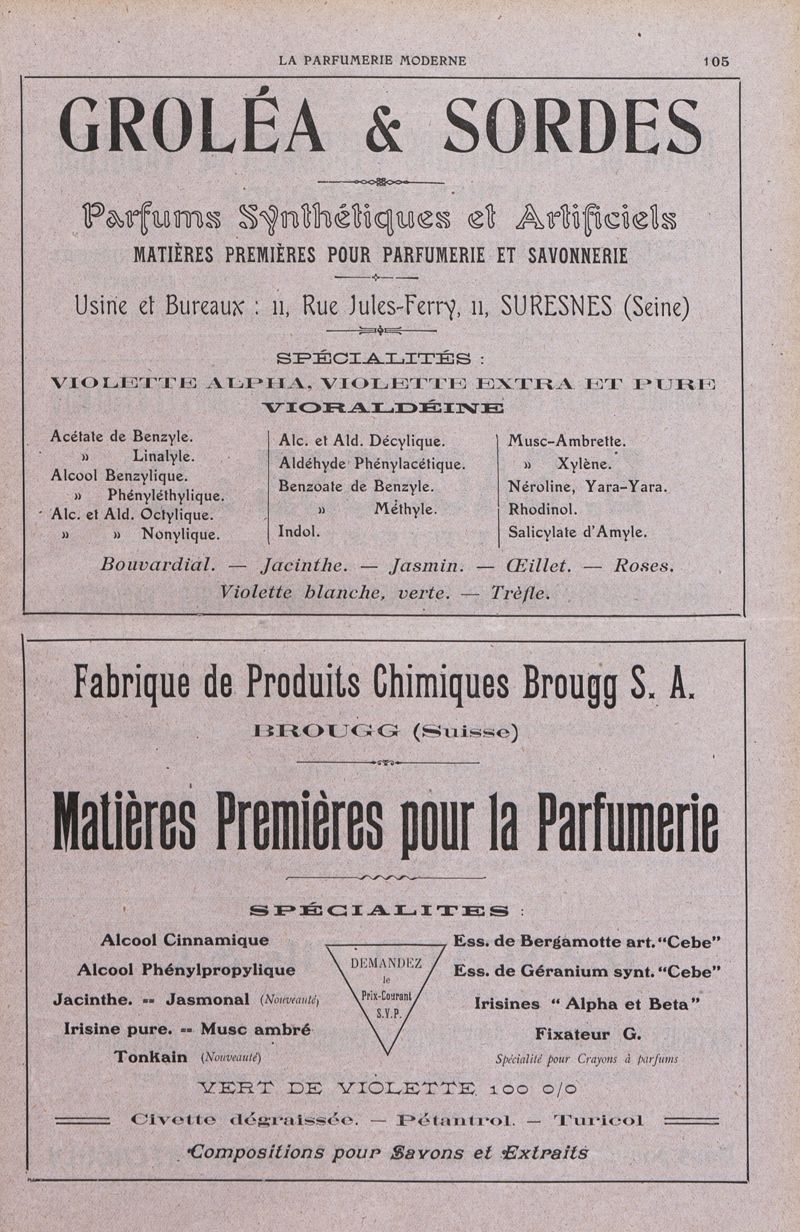 LA PARFUMERIE MODERNE 105
GROLÉA & SORDES
Parfums Synthétiques et Artificiels
MATIÈRES PREMIÈRES POUR PARFUMERIE ET SAVONNERIE
Usine et Bureaux : 11, Rue Jules-Ferry, 11, SURESNES (Seine)
SPÉCIALITÉS :
VIOLETTE ALPHA, VIOLETTE EXTRA ET PURE
VIORALDÉINE
Acétate de Benzyle.
» Linalyle.
Alcool Benzylique.
» Phényléthylique.
Alc. et Ald. Octylique.
» » Nonylique.
Alc. et Ald. Décylique.
Aldéhyde Phénylacétique.
Benzoate de Benzyle.
» Méthyle.
Indol.
Musc-Ambrette.
» Xylène.
Néroline, Yara-Yara.
Rhodinol.
Salicylate d'Amyle.
Bouvardial. — Jacinthe. — Jasmin. — Œillet. — Roses.
Violette blanche, verte. — Trèfle.
Fabrique de Produits Chimiques Brougg S. A.
BROUGG (Suisse)
Matières Premières pour la Parfumerie
SPÉCIALITES :
Alcool Cinnamique
Alcool Phénylpropylique
Jacinthe. -- Jasmonal (Nouveauté)
Irisine pure. -- Musc ambré
Tonkain (Nouveauté)
DEMANDEZ
le
Prix-Courant
S.V.P.
Ess. de Bergamotte art. "Cebe"
Ess. de Géranium synt. "Cebe"
Irisines "Alpha et Beta"
Fixateur G.
Spécialité pour Crayons à parfums
VERT DE VIOLETTE 100 0/0
Civette dégraissée. — Pétantrol. — Turicol
Compositions pour Savons et Extraits